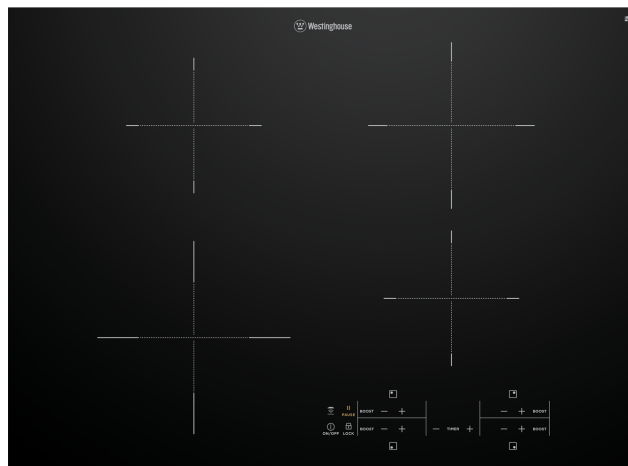 Westinghouse
PAUSE BOOST − + − + BOOST
ON/OFF LOCK BOOST − + − TIMER + − + BOOST